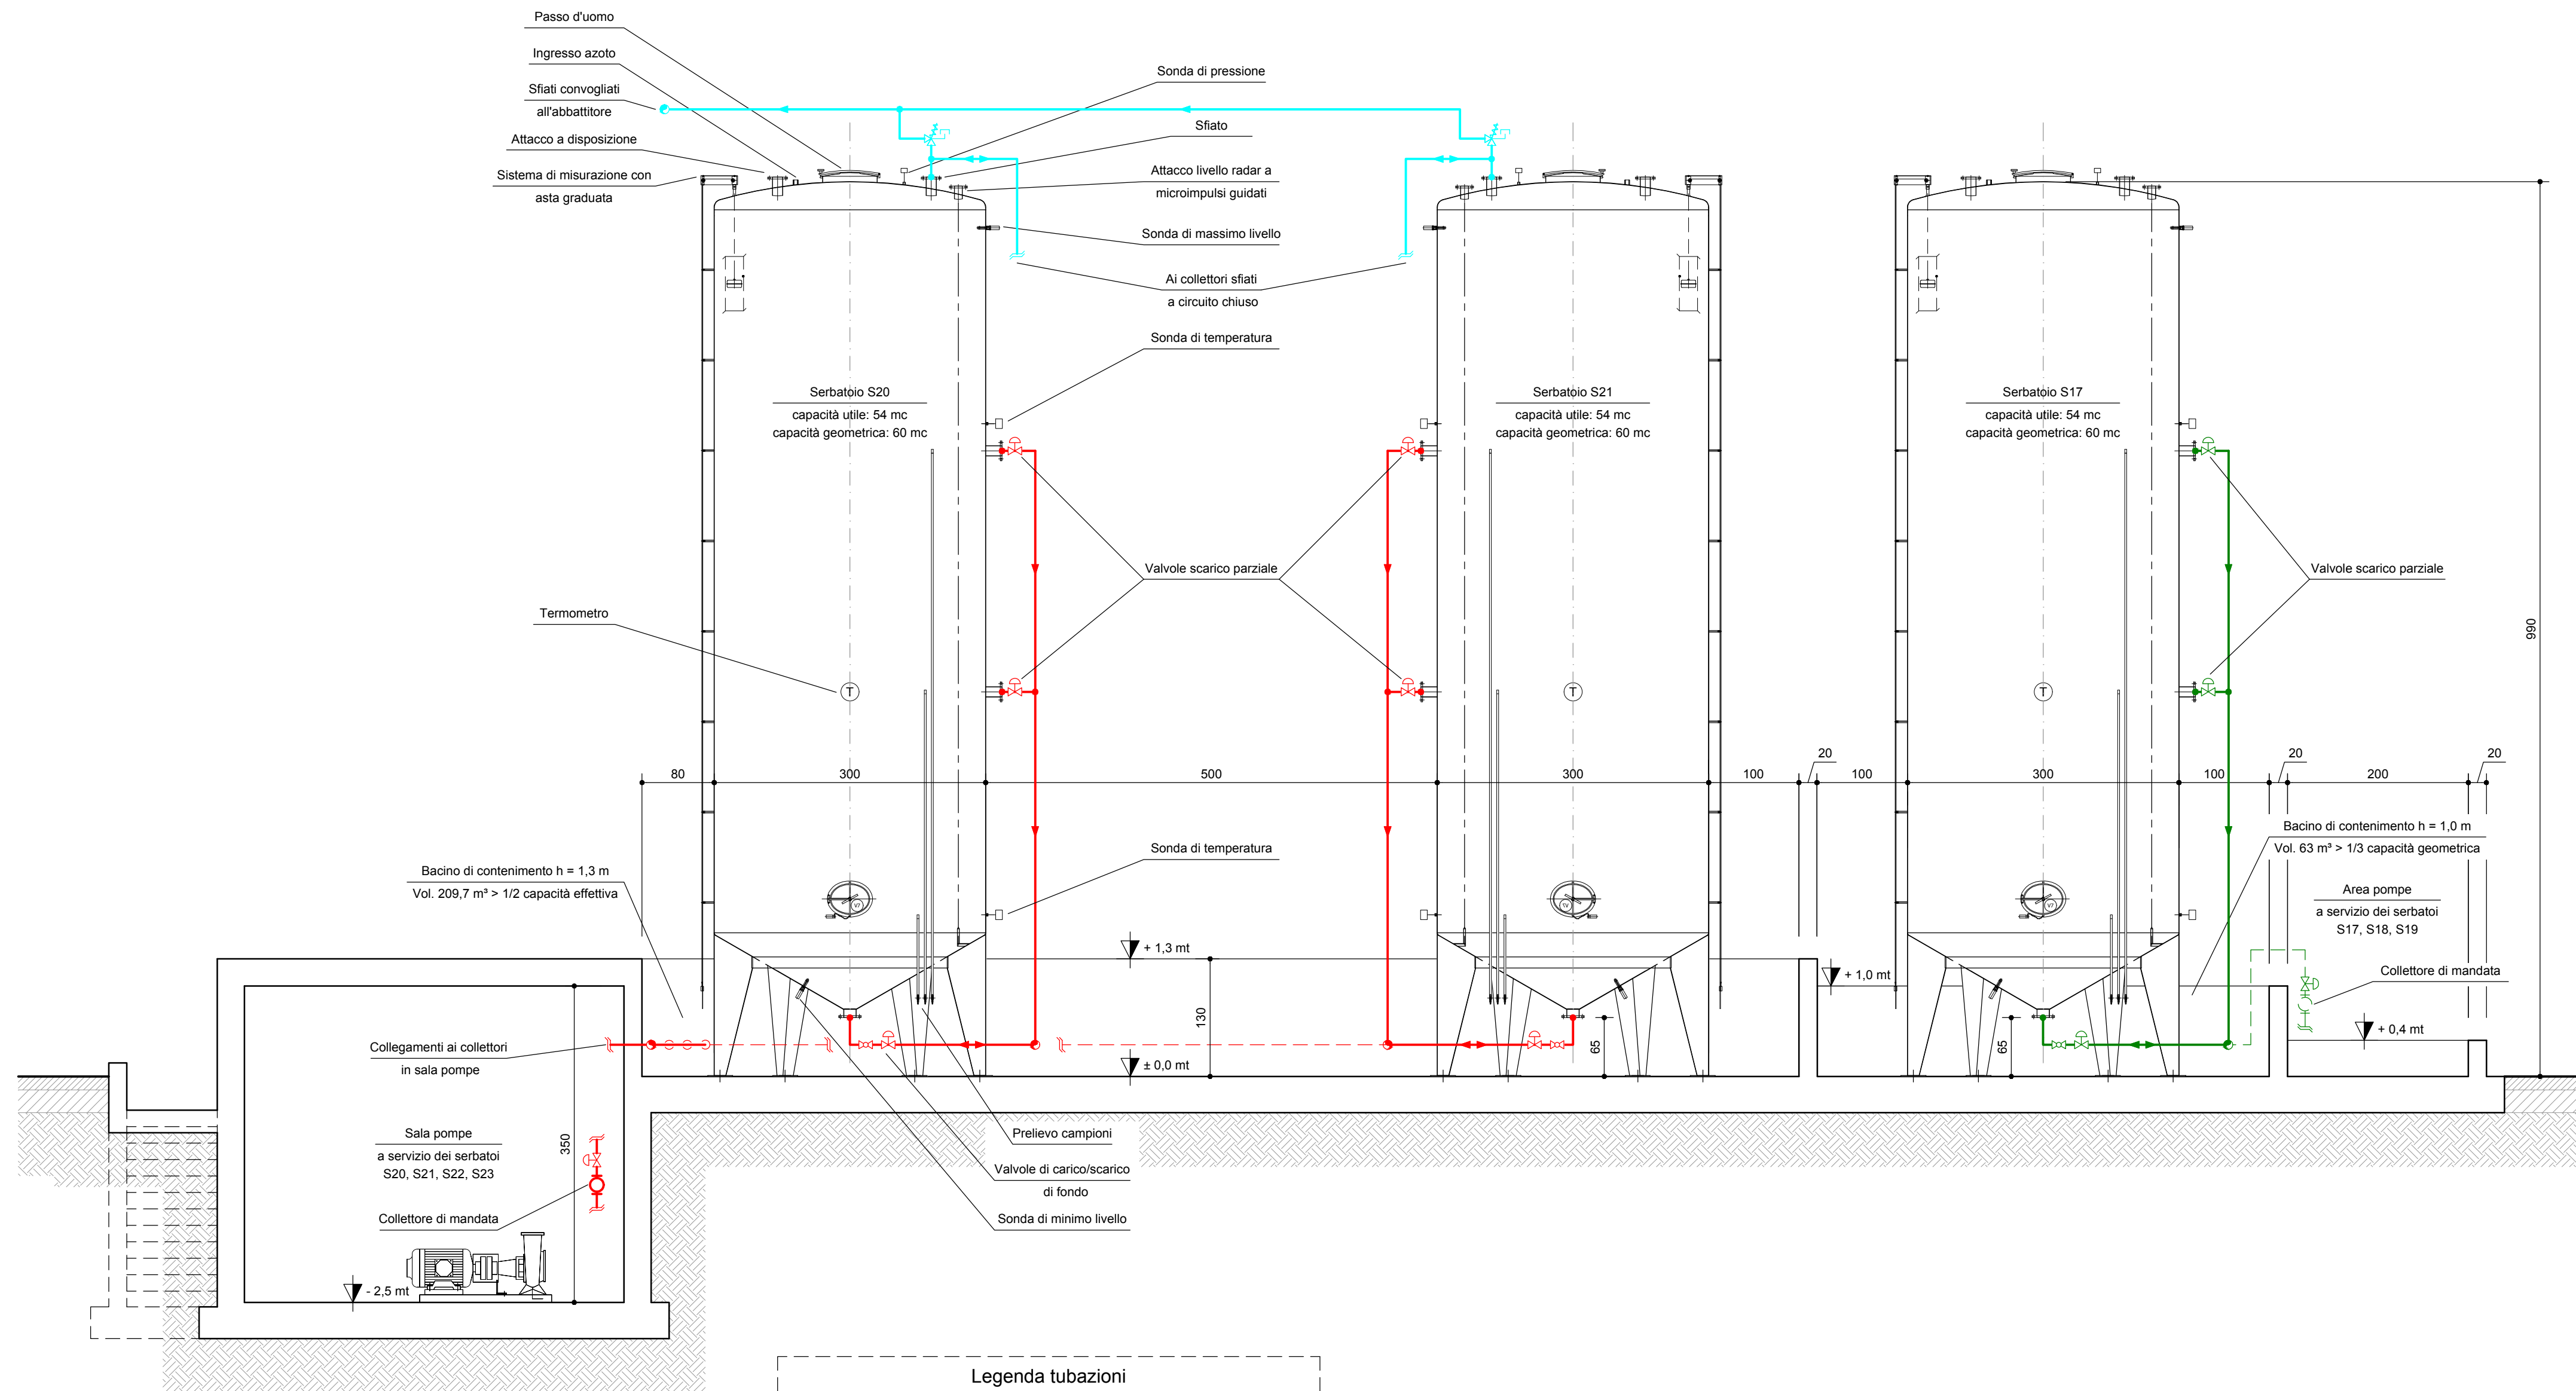 Passo d'uomo
Ingresso azoto
Sfiati convogliati
all'abbattitore
Attacco a disposizione
Sistema di misurazione con
asta graduata
Sonda di pressione
Sfiato
Attacco livello radar a
microimpulsi guidati
Sonda di massimo livello
Ai collettori sfiati
a circuito chiuso
Sonda di temperatura
Serbatoio S20
capacità utile: 54 mc
capacità geometrica: 60 mc
Serbatoio S21
capacità utile: 54 mc
capacità geometrica: 60 mc
Serbatoio S17
capacità utile: 54 mc
capacità geometrica: 60 mc
Valvole scarico parziale
Valvole scarico parziale
990
Termometro
T
T
T
80
300
500
300
100
20
100
300
100
20
200
20
Bacino di contenimento h = 1,3 m
Vol. 209,7 m³ > 1/2 capacità effettiva
Sonda di temperatura
Bacino di contenimento h = 1,0 m
Vol. 63 m³ > 1/3 capacità geometrica
Area pompe
a servizio dei serbatoi
S17, S18, S19
Collettore di mandata
+ 1,3 mt
+ 1,0 mt
+ 0,4 mt
130
65
65
± 0,0 mt
Collegamenti ai collettori
in sala pompe
Sala pompe
a servizio dei serbatoi
S20, S21, S22, S23
350
Collettore di mandata
- 2,5 mt
Prelievo campioni
Valvole di carico/scarico
di fondo
Sonda di minimo livello
Legenda tubazioni